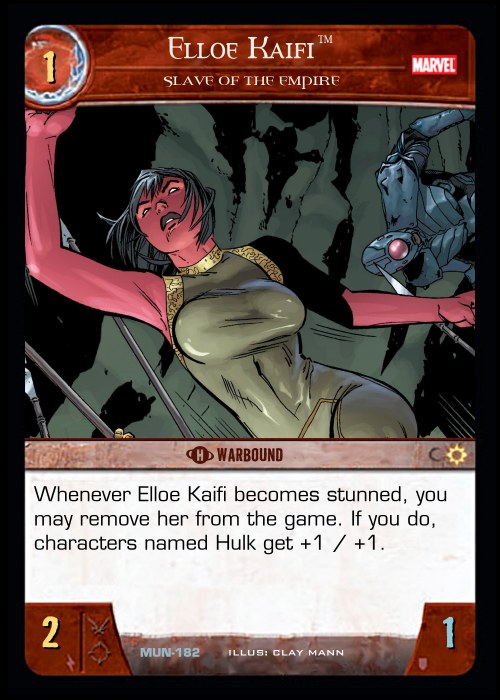 1
ELLOE KAIFI™
MARVEL
SLAVE OF THE EMPIRE
H WARBOUND
C
Whenever Elloe Kaifi becomes stunned, you
may remove her from the game. If you do,
characters named Hulk get +1 / +1.
2
MUN-182 ILLUS: CLAY MANN
1